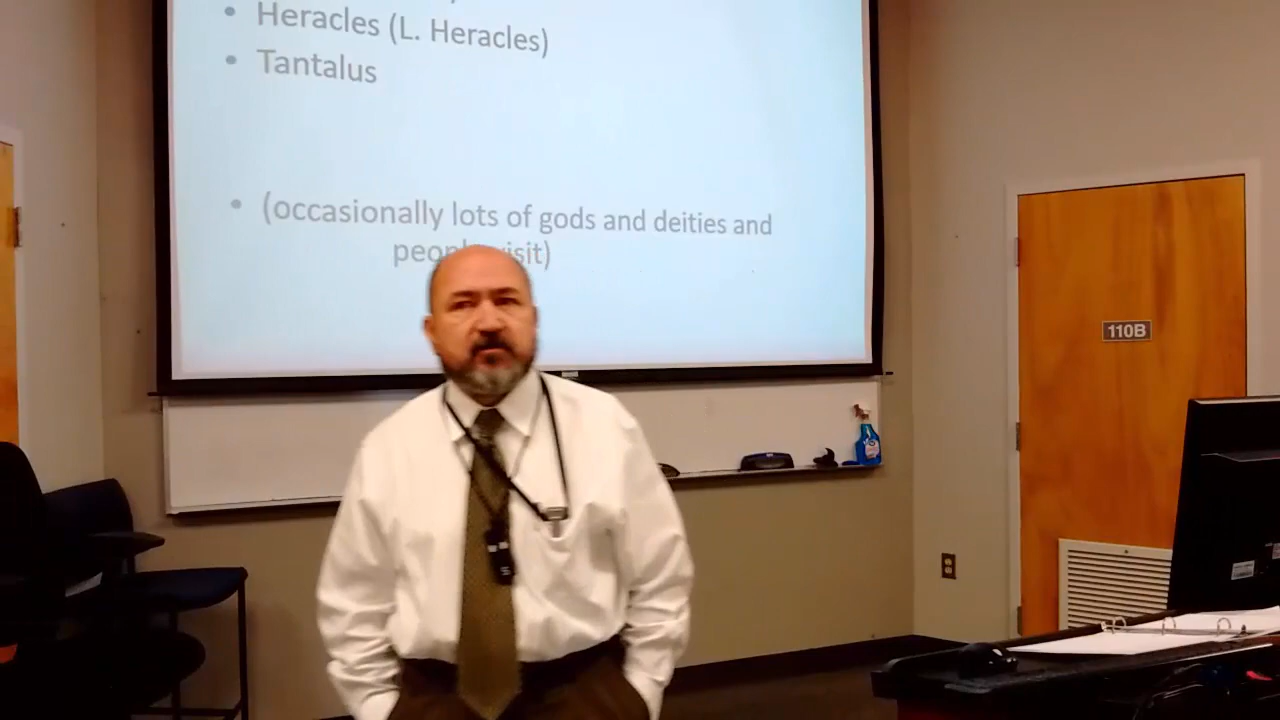 • Heracles (L. Heracles)
• Tantalus
• (occasionally lots of gods and deities and
visit)
110B